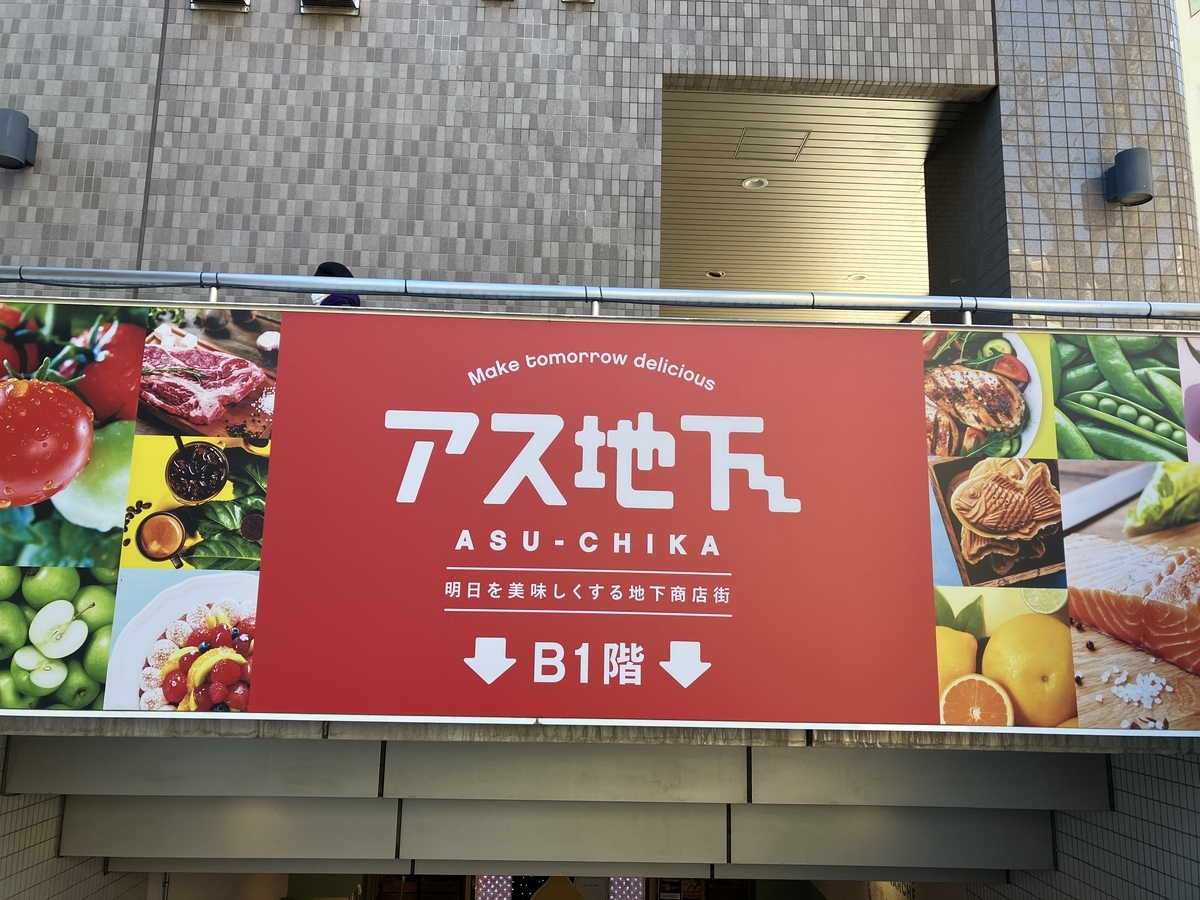 Make tomorrow delicious
アス地下
ASU-CHIKA
明日を美味しくする地下商店街
B1階